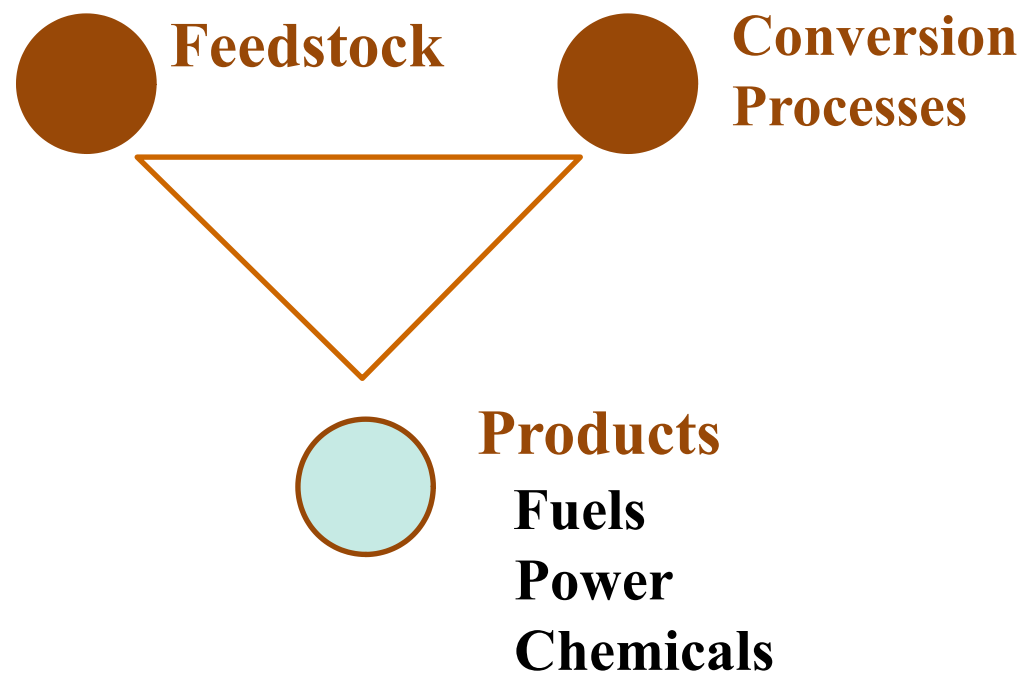 Feedstock
Conversion
Processes
Products
Fuels
Power
Chemicals